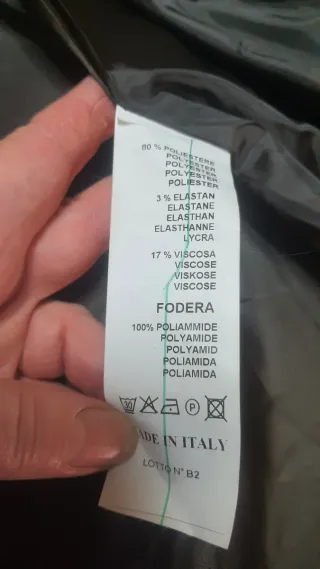 80 % POLIESTERE
POLYESTER
POLYESTER
POLYESTER
POLIESTER
3 % ELASTAN
ELASTANE
ELASTHAN
ELASTHANNE
LYCRA
17 % VISCOSA
VISCOSE
VISKOSE
VISCOSE
FODERA
100% POLIAMMIDE
POLYAMIDE
POLYAMID
POLIAMIDA
POLIAMIDA
30 P
ADE IN ITALY
LOTTO N° B2